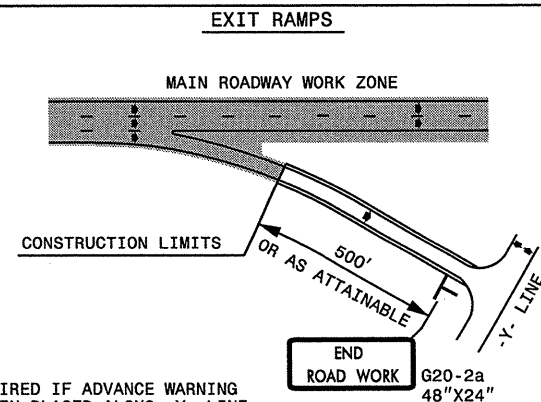 EXIT RAMPS
MAIN ROADWAY WORK ZONE
CONSTRUCTION LIMITS
500'
OR AS ATTAINABLE
-Y- LINE
END
ROAD WORK
G20-2a
48"X24"
IF ADVANCE WARNING